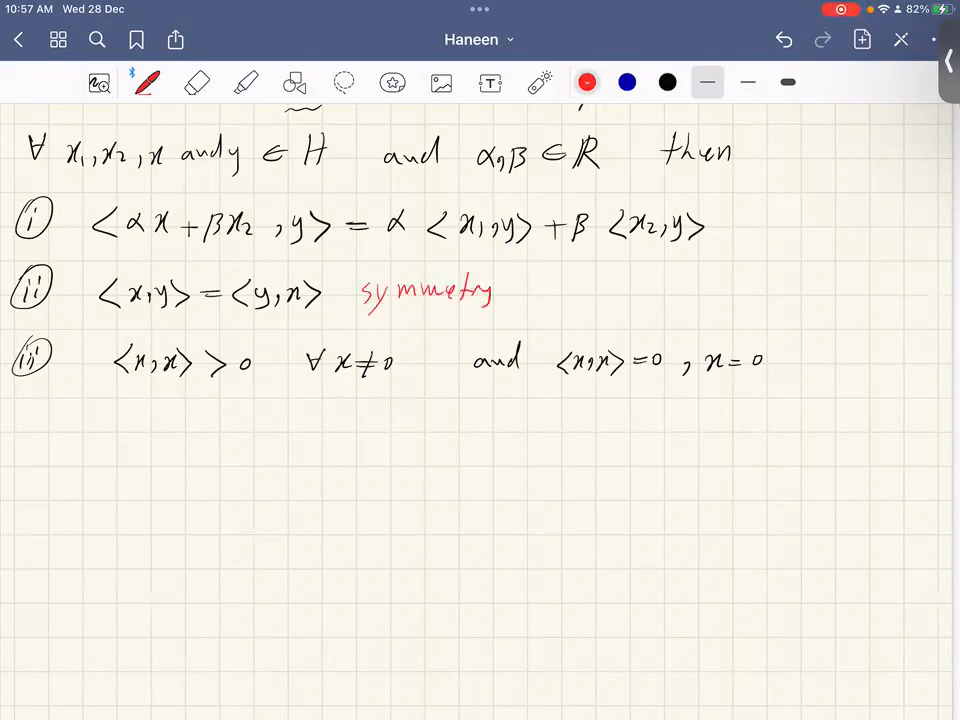 10:57 AM Wed 28 Dec
82%
Haneen
T
∀ x₁, x₂, x and y ∈ H and α, β ∈ ℝ then
i <αx + βx₂, y> = α <x₁, y> + β <x₂, y>
ii <x, y> = <y, x> symmetry
iii <x, x> > 0 ∀ x ≠ 0 and <x, x> = 0, x = 0